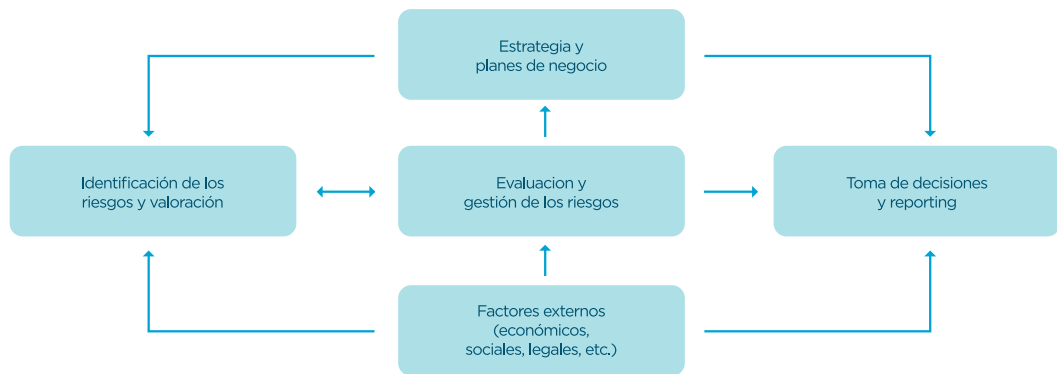 Estrategia y
planes de negocio
Identificación de los
riesgos y valoración
Evaluacion y
gestión de los riesgos
Toma de decisiones
y reporting
Factores externos
(económicos,
sociales, legales, etc.)